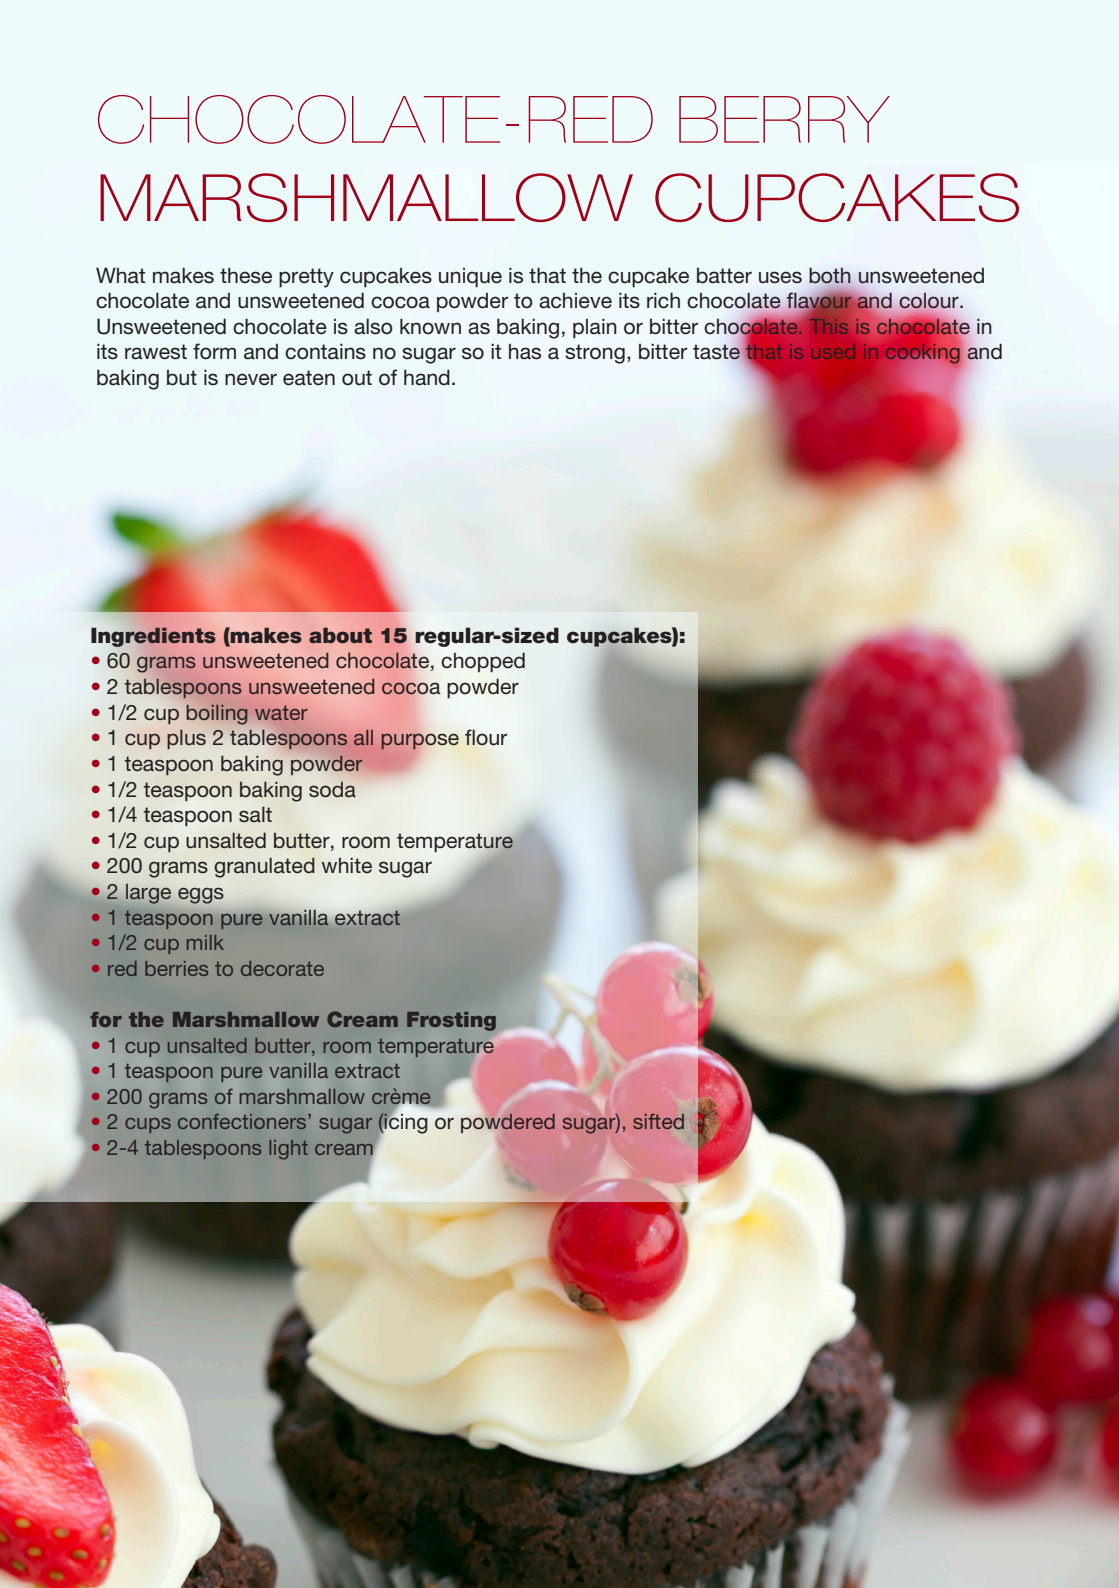 CHOCOLATE-RED BERRY
MARSHMALLOW CUPCAKES
What makes these pretty cupcakes unique is that the cupcake batter uses both unsweetened
chocolate and unsweetened cocoa powder to achieve its rich chocolate flavour and colour.
Unsweetened chocolate is also known as baking, plain or bitter chocolate. This is chocolate in
its rawest form and contains no sugar so it has a strong, bitter taste that is used in cooking and
baking but is never eaten out of hand.
Ingredients (makes about 15 regular-sized cupcakes):
• 60 grams unsweetened chocolate, chopped
• 2 tablespoons unsweetened cocoa powder
• 1/2 cup boiling water
• 1 cup plus 2 tablespoons all purpose flour
• 1 teaspoon baking powder
• 1/2 teaspoon baking soda
• 1/4 teaspoon salt
• 1/2 cup unsalted butter, room temperature
• 200 grams granulated white sugar
• 2 large eggs
• 1 teaspoon pure vanilla extract
• 1/2 cup milk
• red berries to decorate
for the Marshmallow Cream Frosting
• 1 cup unsalted butter, room temperature
• 1 teaspoon pure vanilla extract
• 200 grams of marshmallow crème
• 2 cups confectioners’ sugar (icing or powdered sugar), sifted
• 2-4 tablespoons light cream